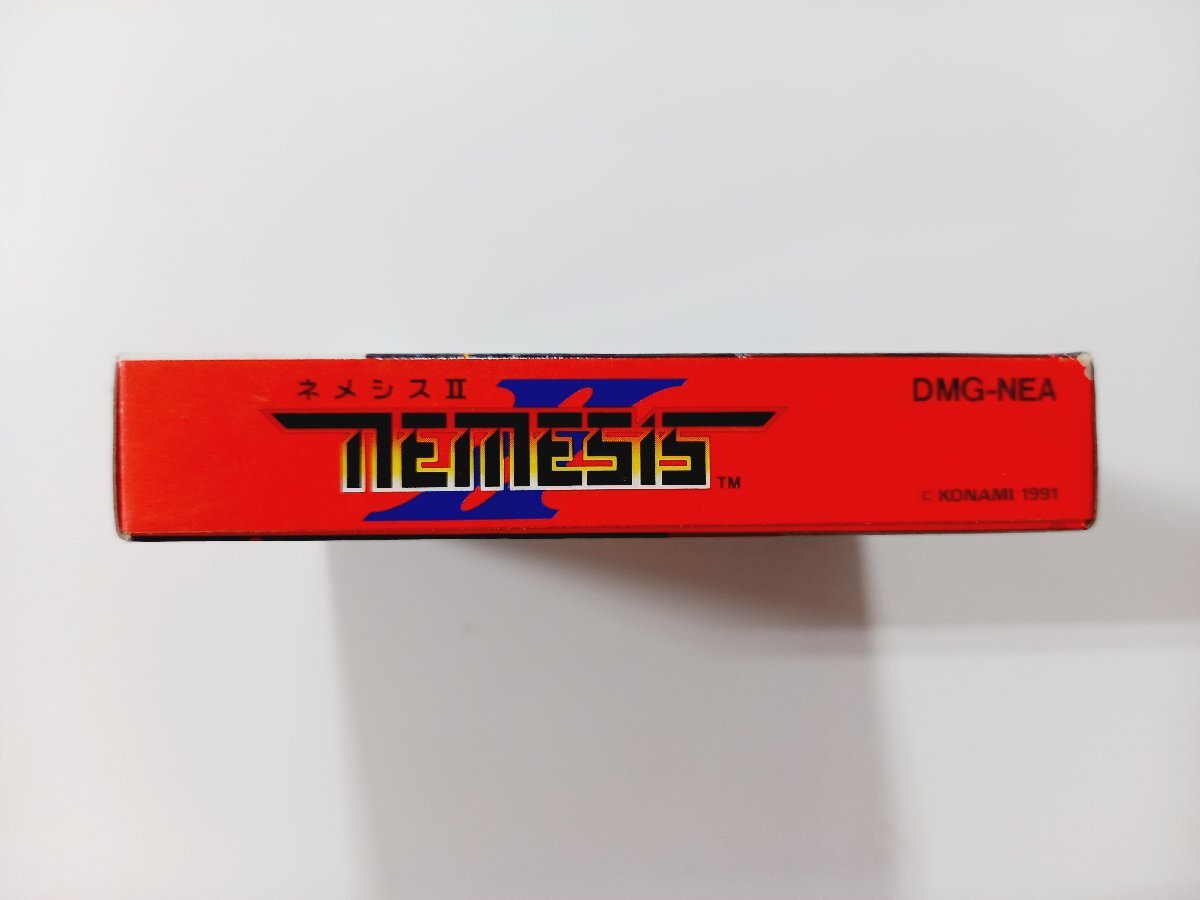 ネメシスII
DMG-NEA
NEMESIS II ™
© KONAMI 1991